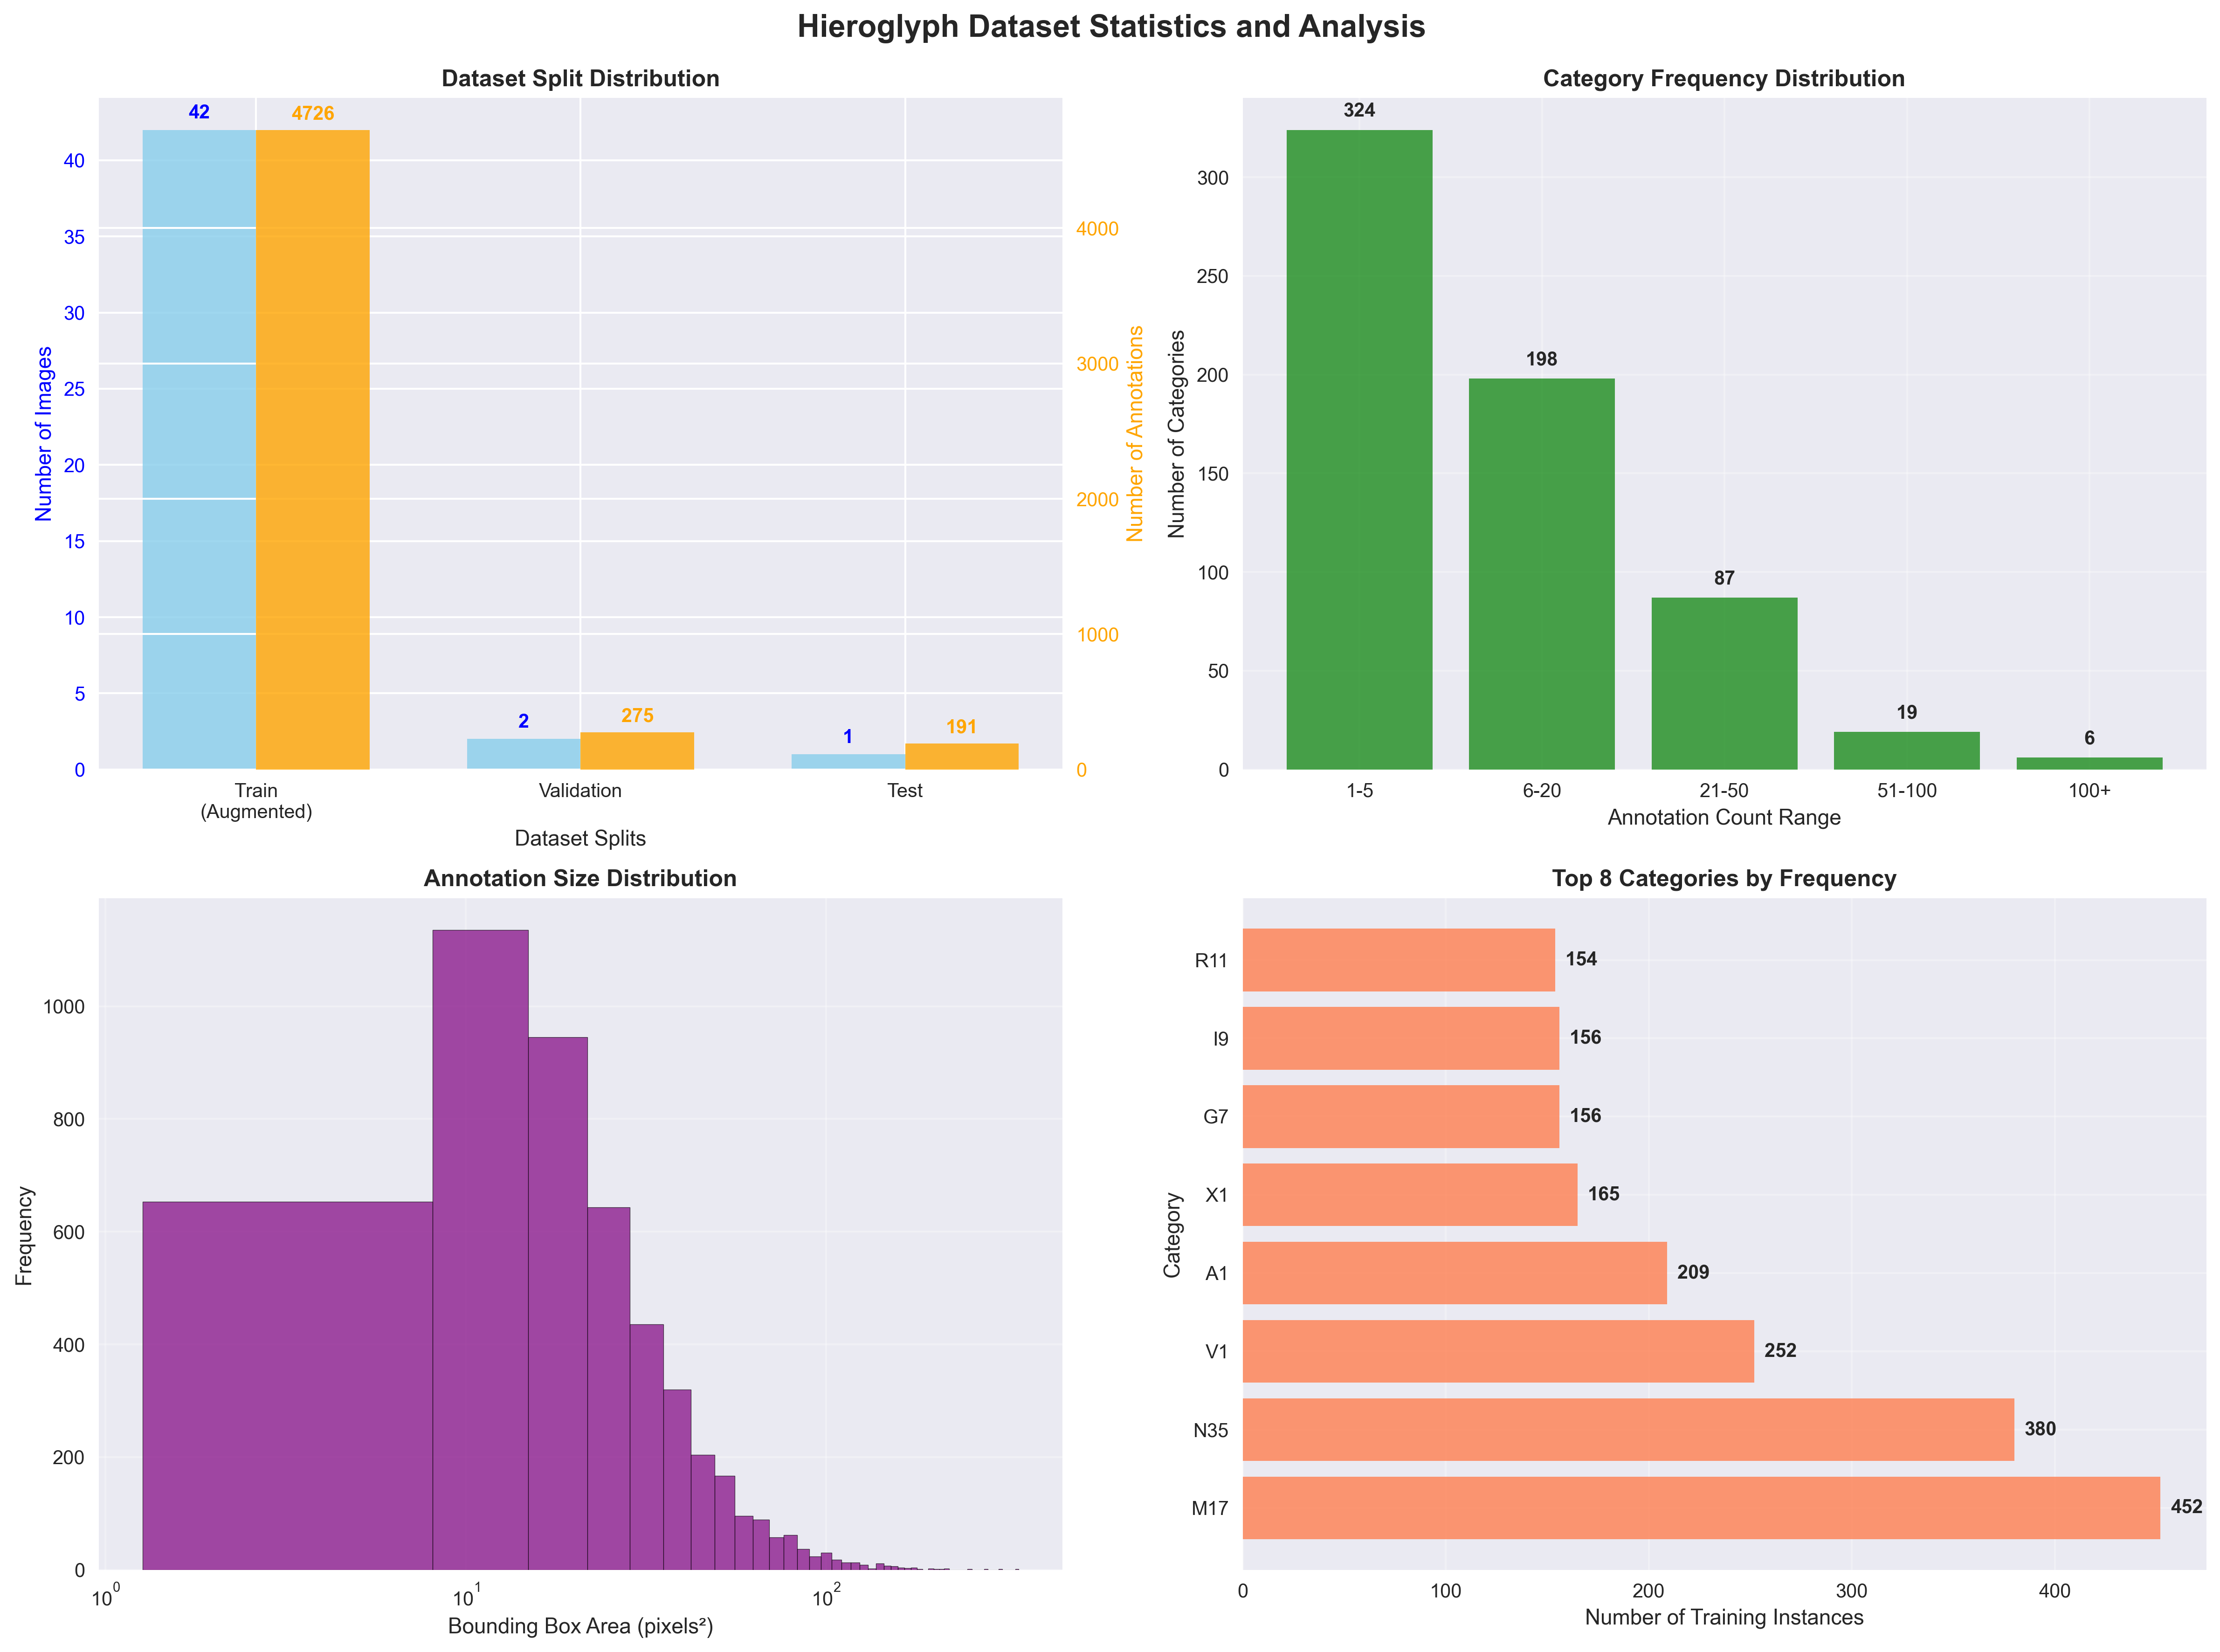 Hieroglyph Dataset Statistics and Analysis
Dataset Split Distribution
42
4726
2
275
1
191
40
35
30
25
20
15
10
5
0
Number of Images
4000
3000
2000
1000
0
Number of Annotations
Train
(Augmented)
Validation
Test
Dataset Splits
Category Frequency Distribution
324
198
87
19
6
300
250
200
150
100
50
0
Number of Categories
1-5
6-20
21-50
51-100
100+
Annotation Count Range
Annotation Size Distribution
1000
800
600
400
200
0
Frequency
10⁰
10¹
10²
Bounding Box Area (pixels²)
Top 8 Categories by Frequency
Category
R11 154
I9 156
G7 156
X1 165
A1 209
V1 252
N35 380
M17 452
0
100
200
300
400
Number of Training Instances